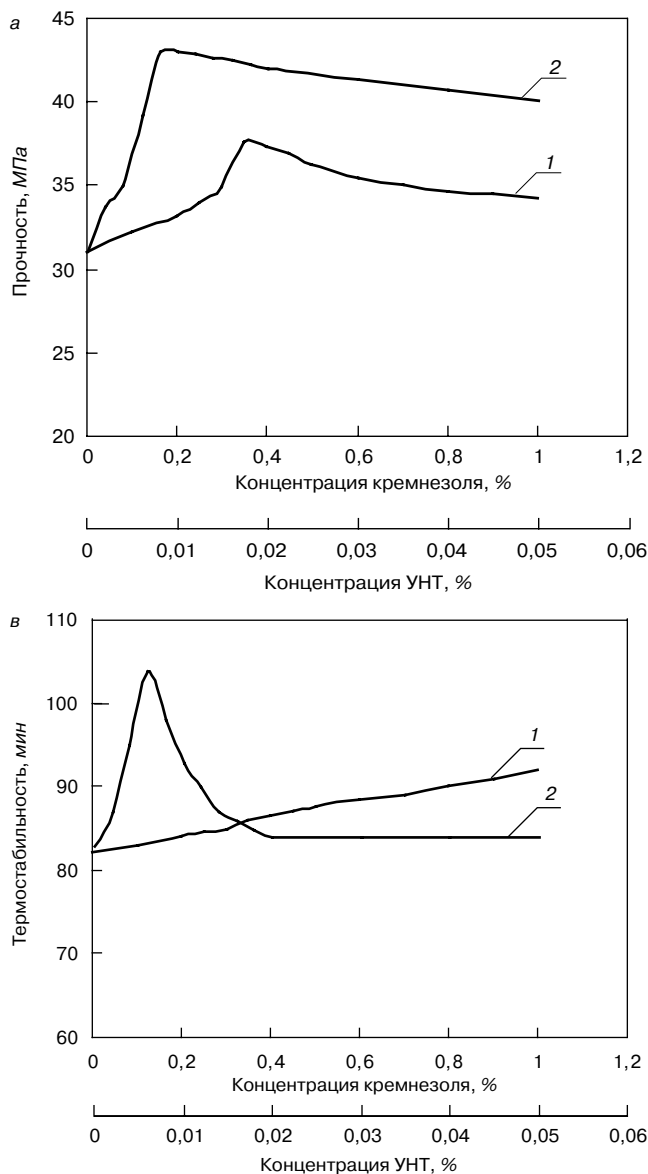 а
45
40
35
30
25
20
Прочность, МПа
2
1
0 0,2 0,4 0,6 0,8 1 1,2
Концентрация кремнезоля, %
0 0,01 0,02 0,03 0,04 0,05 0,06
Концентрация УНТ, %
в
110
100
90
82
70
60
Термостабильность, мин
1
2
0 0,2 0,4 0,6 0,8 1 1,2
Концентрация кремнезоля, %
0 0,01 0,02 0,03 0,04 0,05 0,06
Концентрация УНТ, %